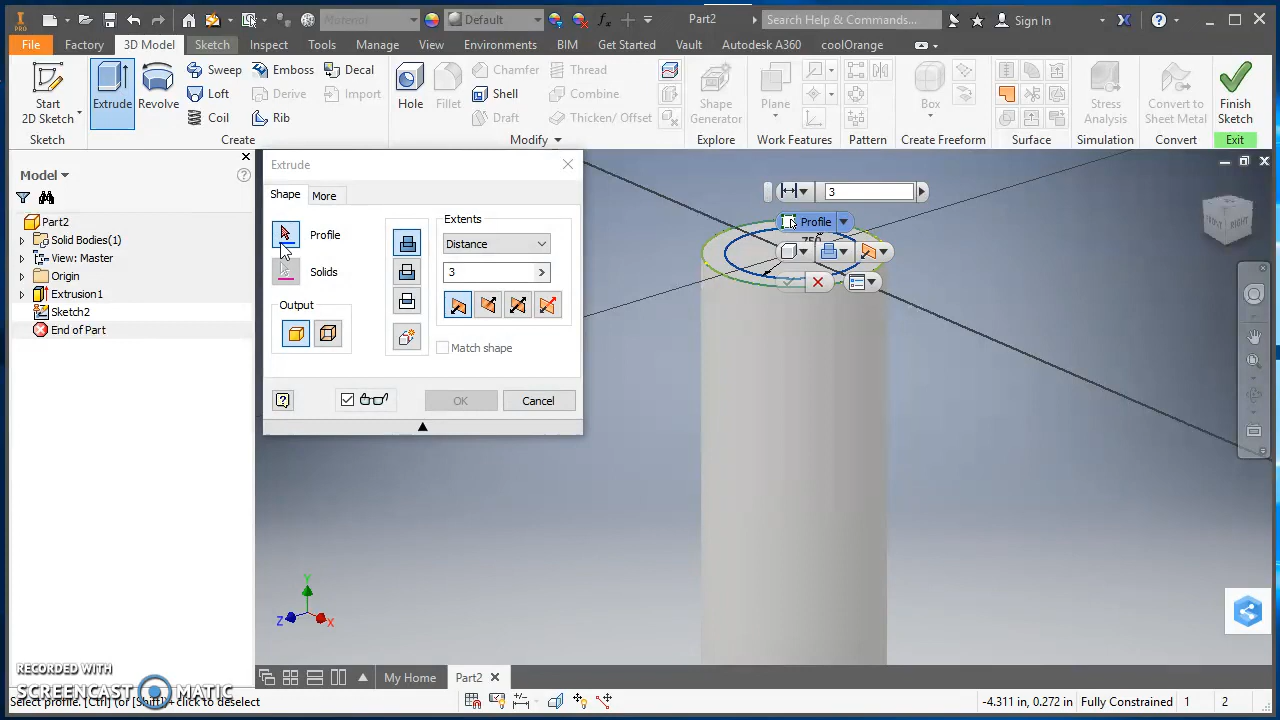 Material
Default
Part2
Search Help & Commands...
Sign In
PRO
File
Factory
3D Model
Sketch
Inspect
Tools
Manage
View
Environments
BIM
Get Started
Vault
Autodesk A360
coolOrange
Start
2D Sketch
Extrude
Revolve
Sweep
Loft
Coil
Emboss
Derive
Rib
Decal
Import
Hole
Fillet
Chamfer
Shell
Draft
Thread
Combine
Thicken/ Offset
Shape
Generator
Plane
Box
Stress
Analysis
Convert to
Sheet Metal
Finish
Sketch
Sketch
Create
Modify
Explore
Work Features
Pattern
Create Freeform
Surface
Simulation
Convert
Exit
Model
Part2
Solid Bodies(1)
View: Master
Origin
Extrusion1
Sketch2
End of Part
Extrude
Shape
More
Profile
Solids
Output
Extents
Distance
3
Match shape
OK
Cancel
3
Profile
.750
FRONT
RIGHT
Y
Z
X
RECORDED WITH
SCREENCAST MATIC
My Home
Part2
Select profile. [Ctrl] (or [Shift])+ click to deselect
-4.311 in, 0.272 in
Fully Constrained
1
2